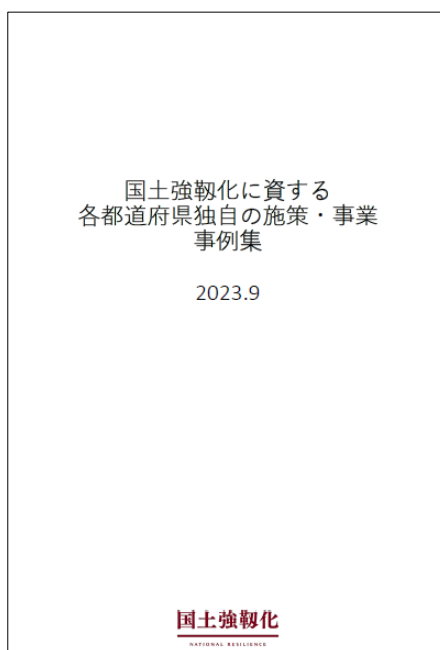 国土強靱化に資する
各都道府県独自の施策・事業
事例集
2023.9
国土強靱化
NATIONAL RESILIENCE